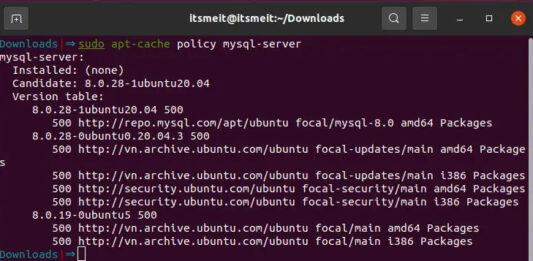 itsmeit@itsmeit:~/Downloads
Downloads|⇒ sudo apt-cache policy mysql-server
mysql-server:
  Installed: (none)
  Candidate: 8.0.28-1ubuntu20.04
  Version table:
     8.0.28-1ubuntu20.04 500
        500 http://repo.mysql.com/apt/ubuntu focal/mysql-8.0 amd64 Packages
     8.0.28-0ubuntu0.20.04.3 500
        500 http://vn.archive.ubuntu.com/ubuntu focal-updates/main amd64 Package
s
        500 http://vn.archive.ubuntu.com/ubuntu focal-updates/main i386 Packages
        500 http://security.ubuntu.com/ubuntu focal-security/main amd64 Packages
        500 http://security.ubuntu.com/ubuntu focal-security/main i386 Packages
     8.0.19-0ubuntu5 500
        500 http://vn.archive.ubuntu.com/ubuntu focal/main amd64 Packages
        500 http://vn.archive.ubuntu.com/ubuntu focal/main i386 Packages
Downloads|⇒